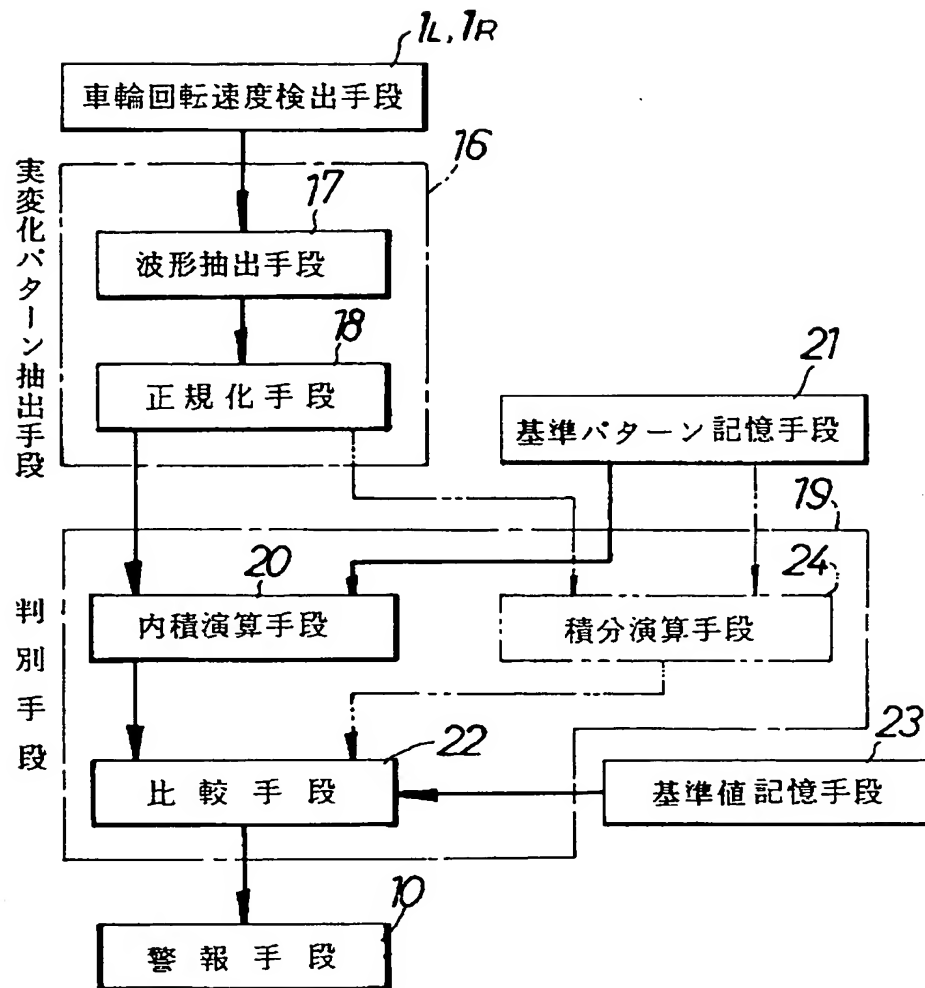 1L, 1R
車輪回転速度検出手段
16
実変化パターン抽出手段
17
波形抽出手段
18
正規化手段
21
基準パターン記憶手段
19
判別手段
20
内積演算手段
24
積分演算手段
22
比較手段
23
基準値記憶手段
10
警報手段